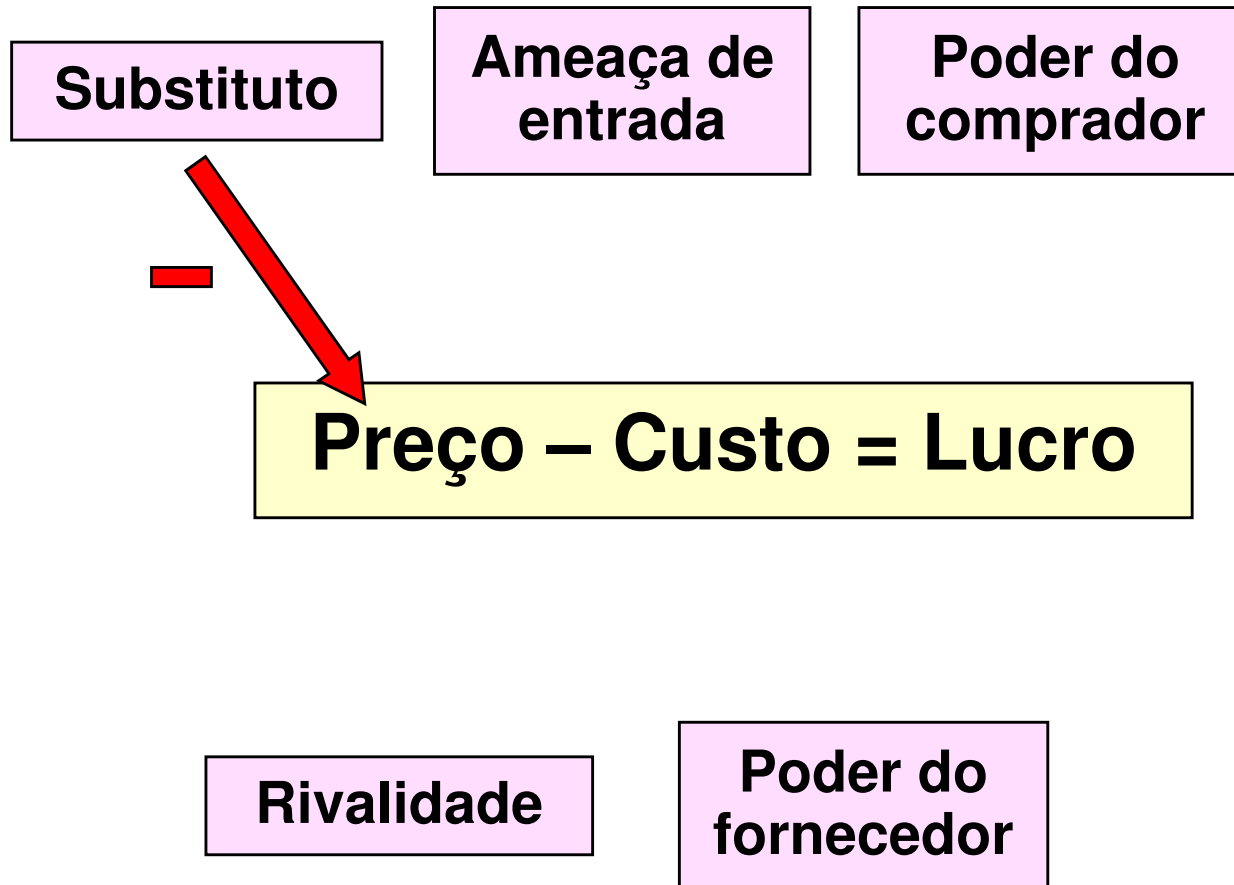 Substituto
Ameaça de
entrada
Poder do
comprador
Preço – Custo = Lucro
Rivalidade
Poder do
fornecedor